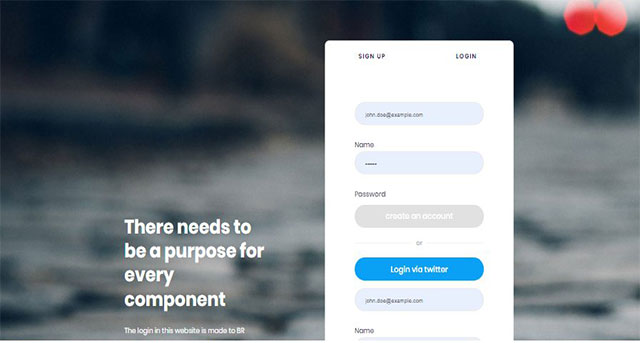 SIGN UP
LOGIN
john.doe@example.com
Name
Password
create an account
or
Login via twitter
john.doe@example.com
Name
There needs to
be a purpose for
every
component
The login in this website is made to BR